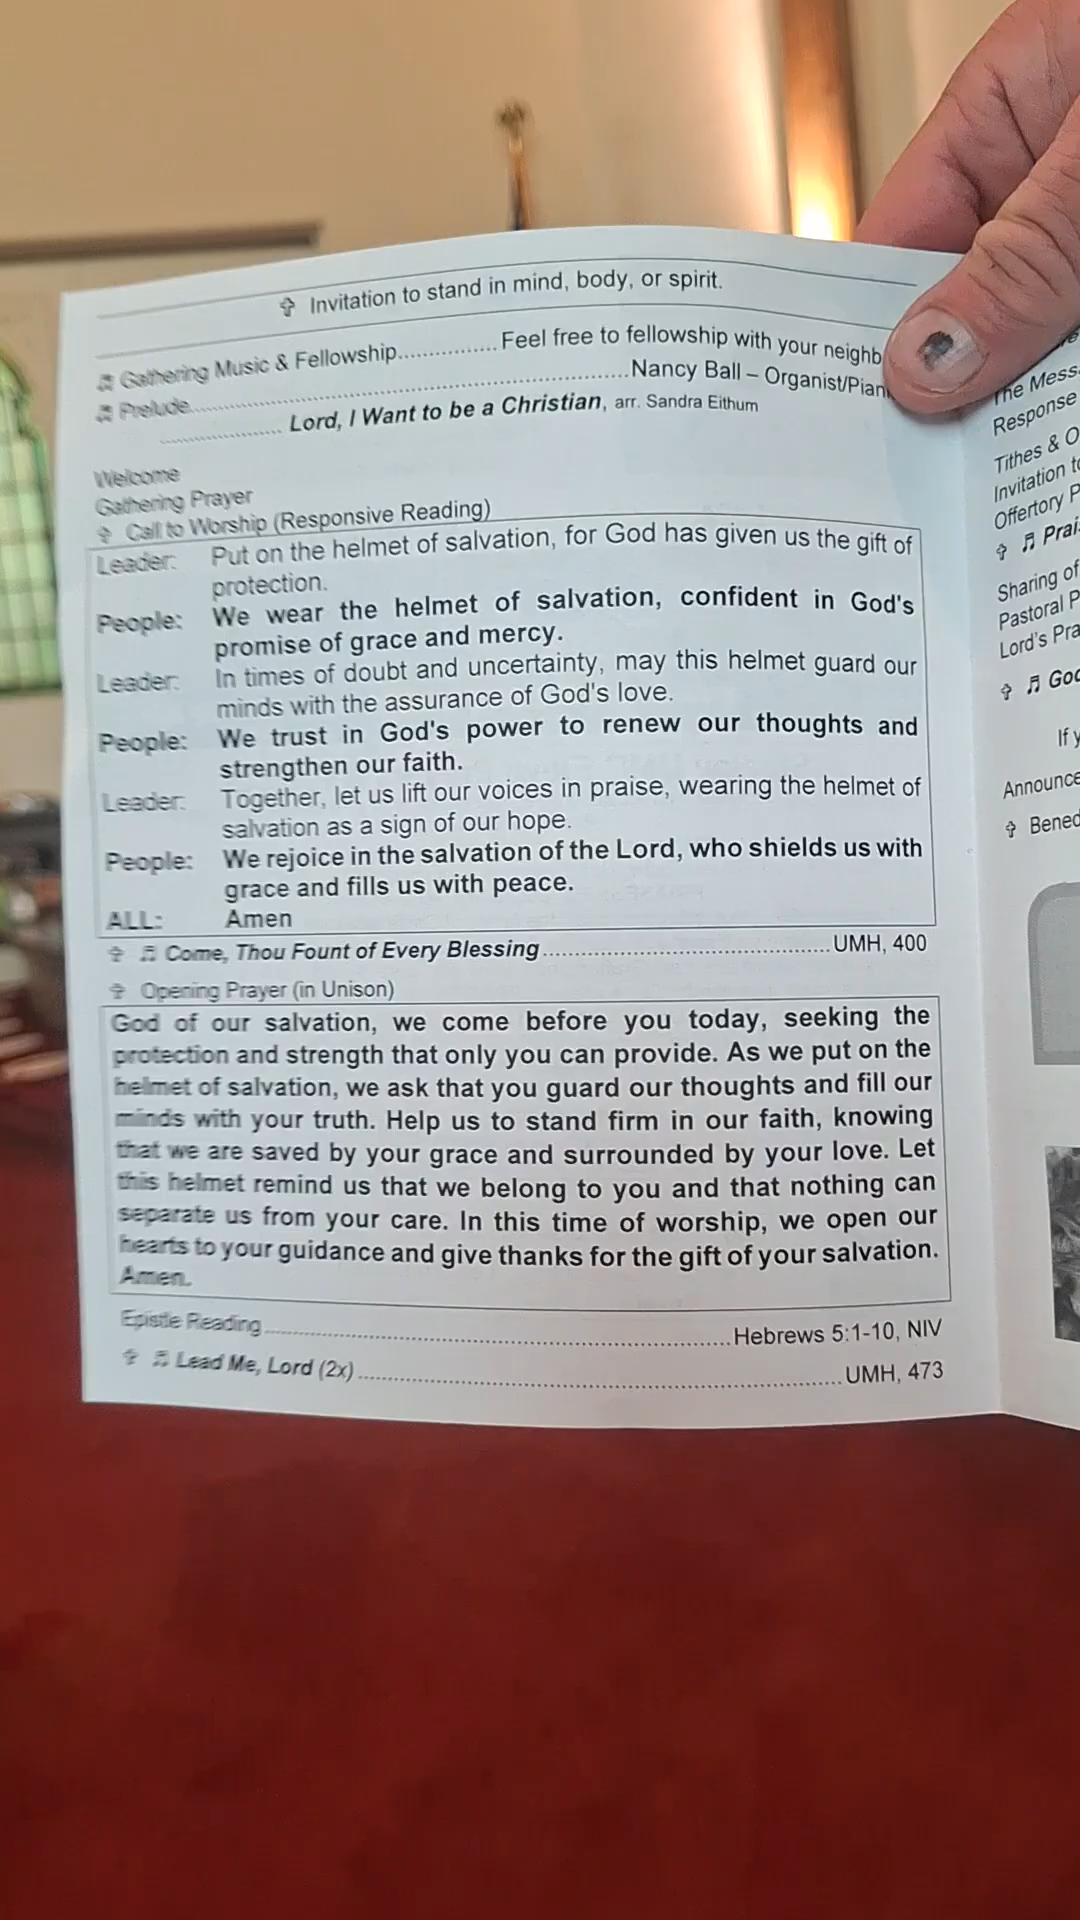 ✞ Invitation to stand in mind, body, or spirit.
♫ Gathering Music & Fellowship................Feel free to fellowship with your neighb
♫ Prelude................................................................Nancy Ball – Organist/Pian
...................... Lord, I Want to be a Christian, arr. Sandra Eithum
Welcome
Gathering Prayer
✞ Call to Worship (Responsive Reading)
Leader: Put on the helmet of salvation, for God has given us the gift of
protection.
People: We wear the helmet of salvation, confident in God's
promise of grace and mercy.
Leader: In times of doubt and uncertainty, may this helmet guard our
minds with the assurance of God's love.
People: We trust in God's power to renew our thoughts and
strengthen our faith.
Leader: Together, let us lift our voices in praise, wearing the helmet of
salvation as a sign of our hope.
People: We rejoice in the salvation of the Lord, who shields us with
grace and fills us with peace.
ALL: Amen
✞ ♫ Come, Thou Fount of Every Blessing..........................................UMH, 400
✞ Opening Prayer (in Unison)
God of our salvation, we come before you today, seeking the
protection and strength that only you can provide. As we put on the
helmet of salvation, we ask that you guard our thoughts and fill our
minds with your truth. Help us to stand firm in our faith, knowing
that we are saved by your grace and surrounded by your love. Let
this helmet remind us that we belong to you and that nothing can
separate us from your care. In this time of worship, we open our
hearts to your guidance and give thanks for the gift of your salvation.
Amen.
Epistle Reading......................................................................Hebrews 5:1-10, NIV
✞ ♫ Lead Me, Lord (2x)........................................................................UMH, 473
The Mess
Response
Tithes & O
Invitation to
Offertory P
✞ ♫ Prai
Sharing of
Pastoral P
Lord's Pra
✞ ♫ God
If y
Announce
✞ Bened